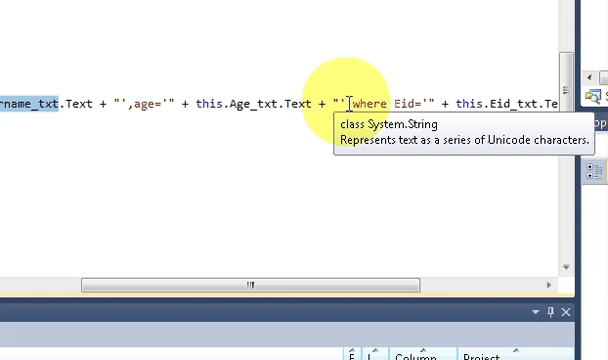 rname_txt.Text + "',age='" + this.Age_txt.Text + "' where Eid='" + this.Eid_txt.Te
class System.String
Represents text as a series of Unicode characters.
Column
Project